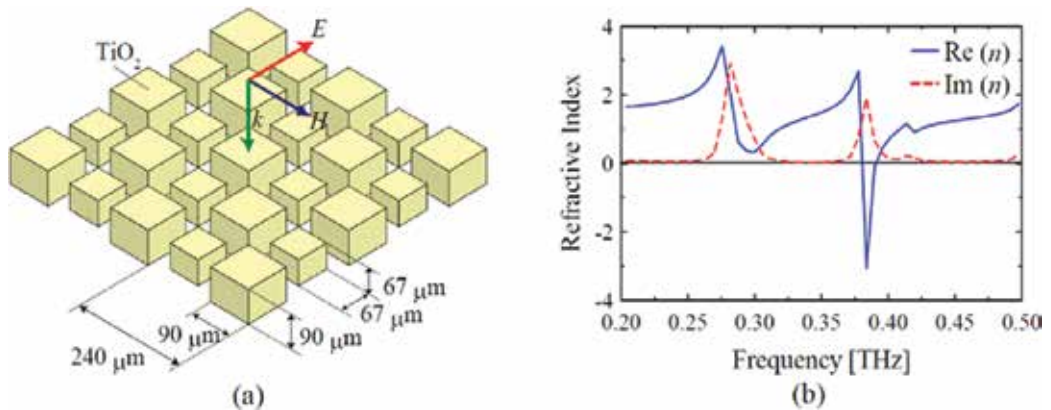 TiO2
E
k
H
67 µm
67 µm
90 µm
90 µm
240 µm
(a)
4
2
0
-2
-4
Refractive Index
Re (n)
Im (n)
0.20 0.25 0.30 0.35 0.40 0.45 0.50
Frequency [THz]
(b)